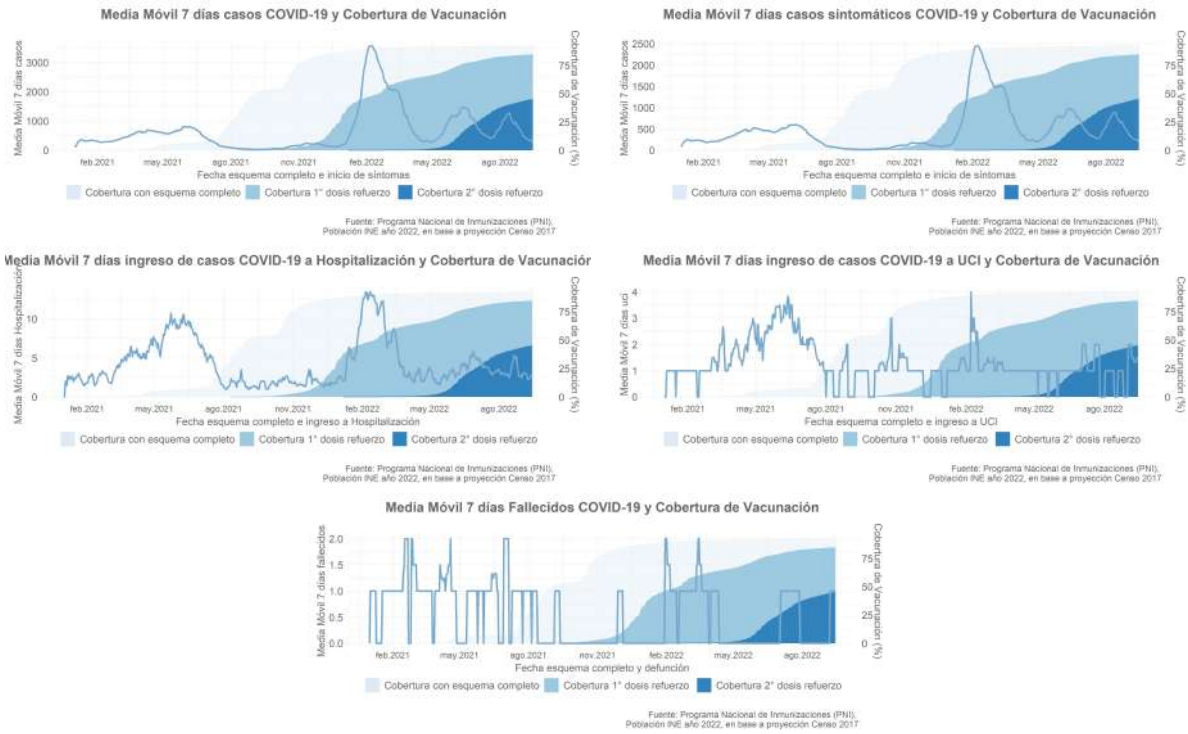 Media Móvil 7 días casos COVID-19 y Cobertura de Vacunación
Media Móvil 7 días casos
3000
2000
1000
0
Cobertura de Vacunación (%)
75
50
25
0
feb.2021 may.2021 ago.2021 nov.2021 feb.2022 may.2022 ago.2022
Fecha esquema completo e inicio de síntomas
Cobertura con esquema completo Cobertura 1° dosis refuerzo Cobertura 2° dosis refuerzo
Fuente: Programa Nacional de Inmunizaciones (PNI),
Población INE año 2022, en base a proyección Censo 2017
Media Móvil 7 días casos sintomáticos COVID-19 y Cobertura de Vacunación
Media Móvil 7 días casos
2500
2000
1500
1000
500
0
Cobertura de Vacunación (%)
75
50
25
0
feb.2021 may.2021 ago.2021 nov.2021 feb.2022 may.2022 ago.2022
Fecha esquema completo e inicio de síntomas
Cobertura con esquema completo Cobertura 1° dosis refuerzo Cobertura 2° dosis refuerzo
Fuente: Programa Nacional de Inmunizaciones (PNI),
Población INE año 2022, en base a proyección Censo 2017
Media Móvil 7 días ingreso de casos COVID-19 a Hospitalización y Cobertura de Vacunación
Media Móvil 7 días Hospitalización
10
5
0
Cobertura de Vacunación (%)
75
50
25
0
feb.2021 may.2021 ago.2021 nov.2021 feb.2022 may.2022 ago.2022
Fecha esquema completo e ingreso a Hospitalización
Cobertura con esquema completo Cobertura 1° dosis refuerzo Cobertura 2° dosis refuerzo
Fuente: Programa Nacional de Inmunizaciones (PNI),
Población INE año 2022, en base a proyección Censo 2017
Media Móvil 7 días ingreso de casos COVID-19 a UCI y Cobertura de Vacunación
Media Móvil 7 días uci
4
3
2
1
0
Cobertura de Vacunación (%)
75
50
25
0
feb.2021 may.2021 ago.2021 nov.2021 feb.2022 may.2022 ago.2022
Fecha esquema completo e ingreso a UCI
Cobertura con esquema completo Cobertura 1° dosis refuerzo Cobertura 2° dosis refuerzo
Fuente: Programa Nacional de Inmunizaciones (PNI),
Población INE año 2022, en base a proyección Censo 2017
Media Móvil 7 días Fallecidos COVID-19 y Cobertura de Vacunación
Media Móvil 7 días fallecidos
2.0
1.5
1.0
0.5
0.0
Cobertura de Vacunación (%)
75
50
25
0
feb.2021 may.2021 ago.2021 nov.2021 feb.2022 may.2022 ago.2022
Fecha esquema completo y defunción
Cobertura con esquema completo Cobertura 1° dosis refuerzo Cobertura 2° dosis refuerzo
Fuente: Programa Nacional de Inmunizaciones (PNI),
Población INE año 2022, en base a proyección Censo 2017